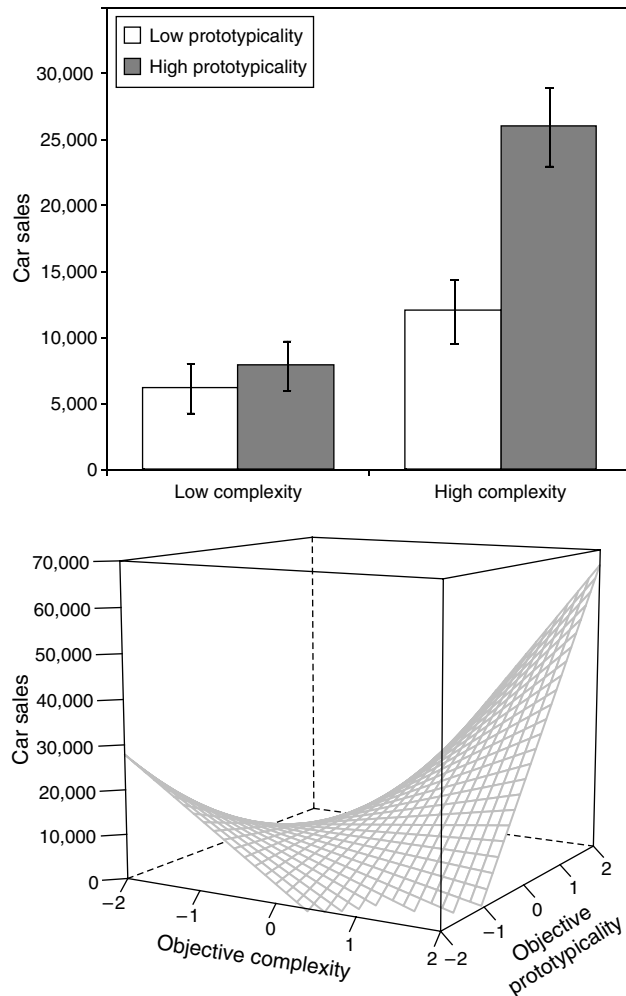 Low prototypicality
High prototypicality
30,000
25,000
20,000
15,000
10,000
5,000
0
Car sales
Low complexity
High complexity
70,000
60,000
50,000
40,000
30,000
20,000
10,000
0
Car sales
−2
−1
0
1
2
Objective complexity
−2
−1
0
1
2
Objective
prototypicality